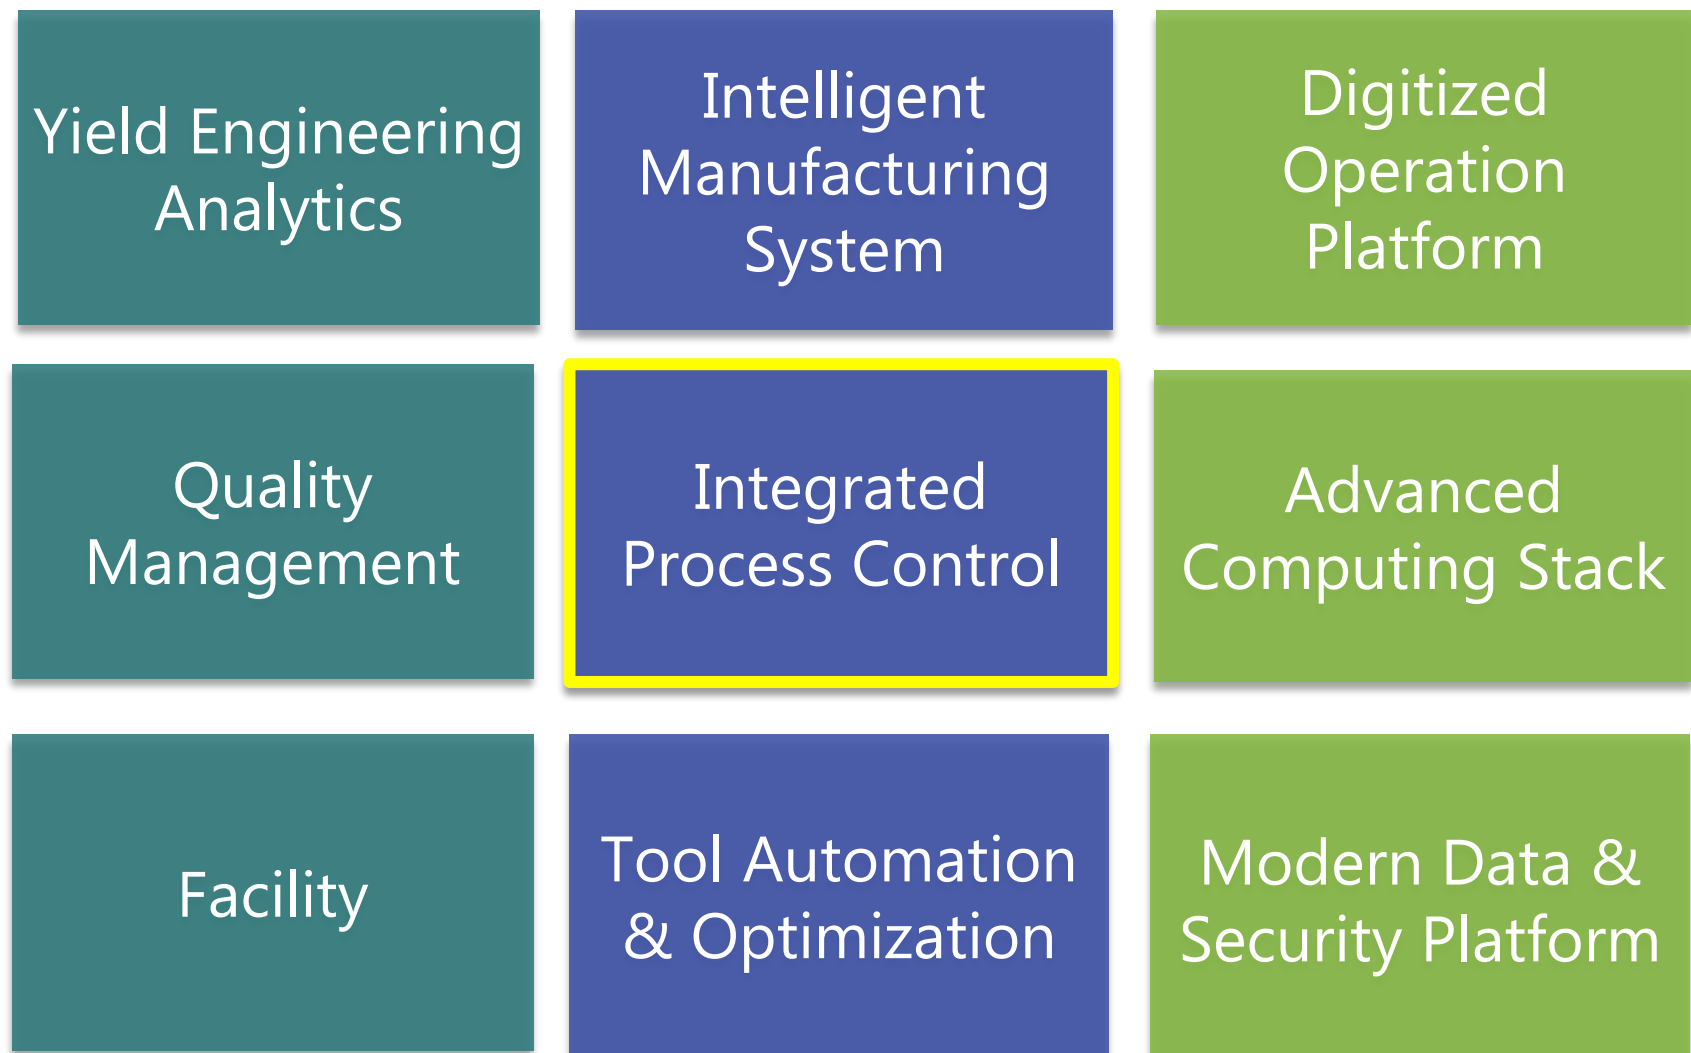 Yield Engineering
Analytics
Intelligent
Manufacturing
System
Digitized
Operation
Platform
Quality
Management
Integrated
Process Control
Advanced
Computing Stack
Facility
Tool Automation
& Optimization
Modern Data &
Security Platform